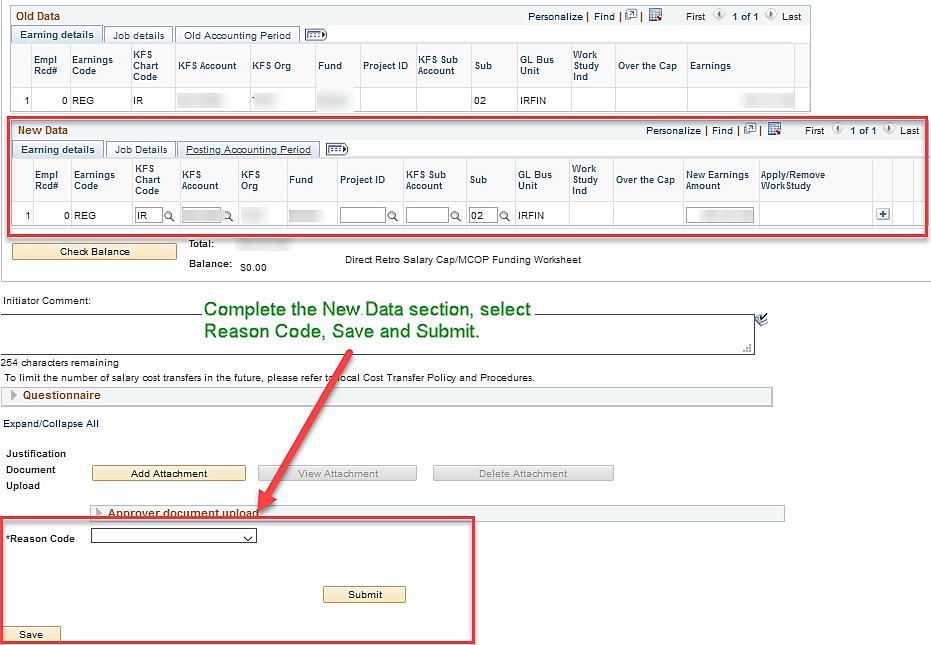 Old Data Personalize | Find | | First 1 of 1 Last
Earning details Job details Old Accounting Period
Empl Rcd# Earnings Code KFS Chart Code KFS Account KFS Org Fund Project ID KFS Sub Account Sub GL Bus Unit Work Study Ind Over the Cap Earnings
1 0 REG IR 02 IRFIN
New Data Personalize | Find | | First 1 of 1 Last
Earning details Job Details Posting Accounting Period
Empl Rcd# Earnings Code KFS Chart Code KFS Account KFS Org Fund Project ID KFS Sub Account Sub GL Bus Unit Work Study Ind Over the Cap New Earnings Amount Apply/Remove WorkStudy
1 0 REG IR 02 IRFIN
Check Balance Total:
Balance: $0.00 Direct Retro Salary Cap/MCOP Funding Worksheet
Initiator Comment:
Complete the New Data section, select
Reason Code, Save and Submit.
254 characters remaining
To limit the number of salary cost transfers in the future, please refer to local Cost Transfer Policy and Procedures.
Questionnaire
Expand/Collapse All
Justification
Document
Upload
Add Attachment View Attachment Delete Attachment
Approver document upload
*Reason Code
Submit
Save